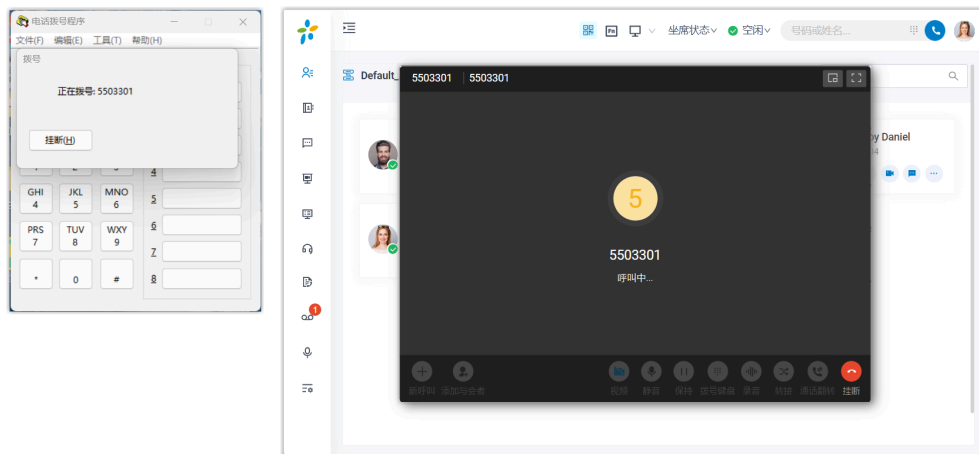 电话拨号程序
文件(F) 编辑(E) 工具(T) 帮助(H)
拨号
正在拨号: 5503301
挂断(H)
4
GHI
4
JKL
5
MNO
6
5
PRS
7
TUV
8
WXY
9
6
7
*
0
#
8
Fn
坐席状态
空闲
号码或姓名...
Default_
5503301
5503301
by Daniel
5
5503301
呼叫中...
1
新呼叫
添加与会者
视频
静音
保持
拨号键盘
录音
转接
通话翻转
挂断